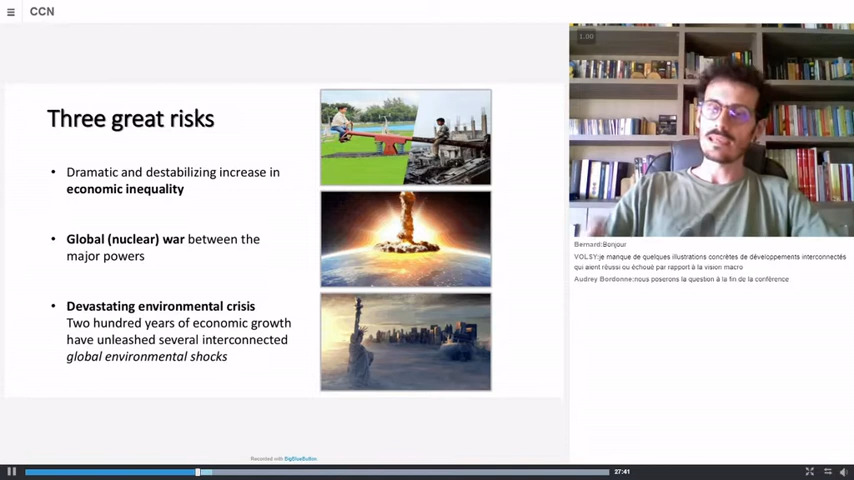 CCN
Three great risks
• Dramatic and destabilizing increase in
economic inequality
• Global (nuclear) war between the
major powers
• Devastating environmental crisis
Two hundred years of economic growth
have unleashed several interconnected
global environmental shocks
1.00
Bernard:Bonjour
VOLSY:je manque de quelques illustrations concrètes de développements interconnectés
qui aient réussi ou échoué par rapport à la vision macro
Audrey Bordonne:nous poserons la question à la fin de la conférence
Recorded with BigBlueButton
27:41